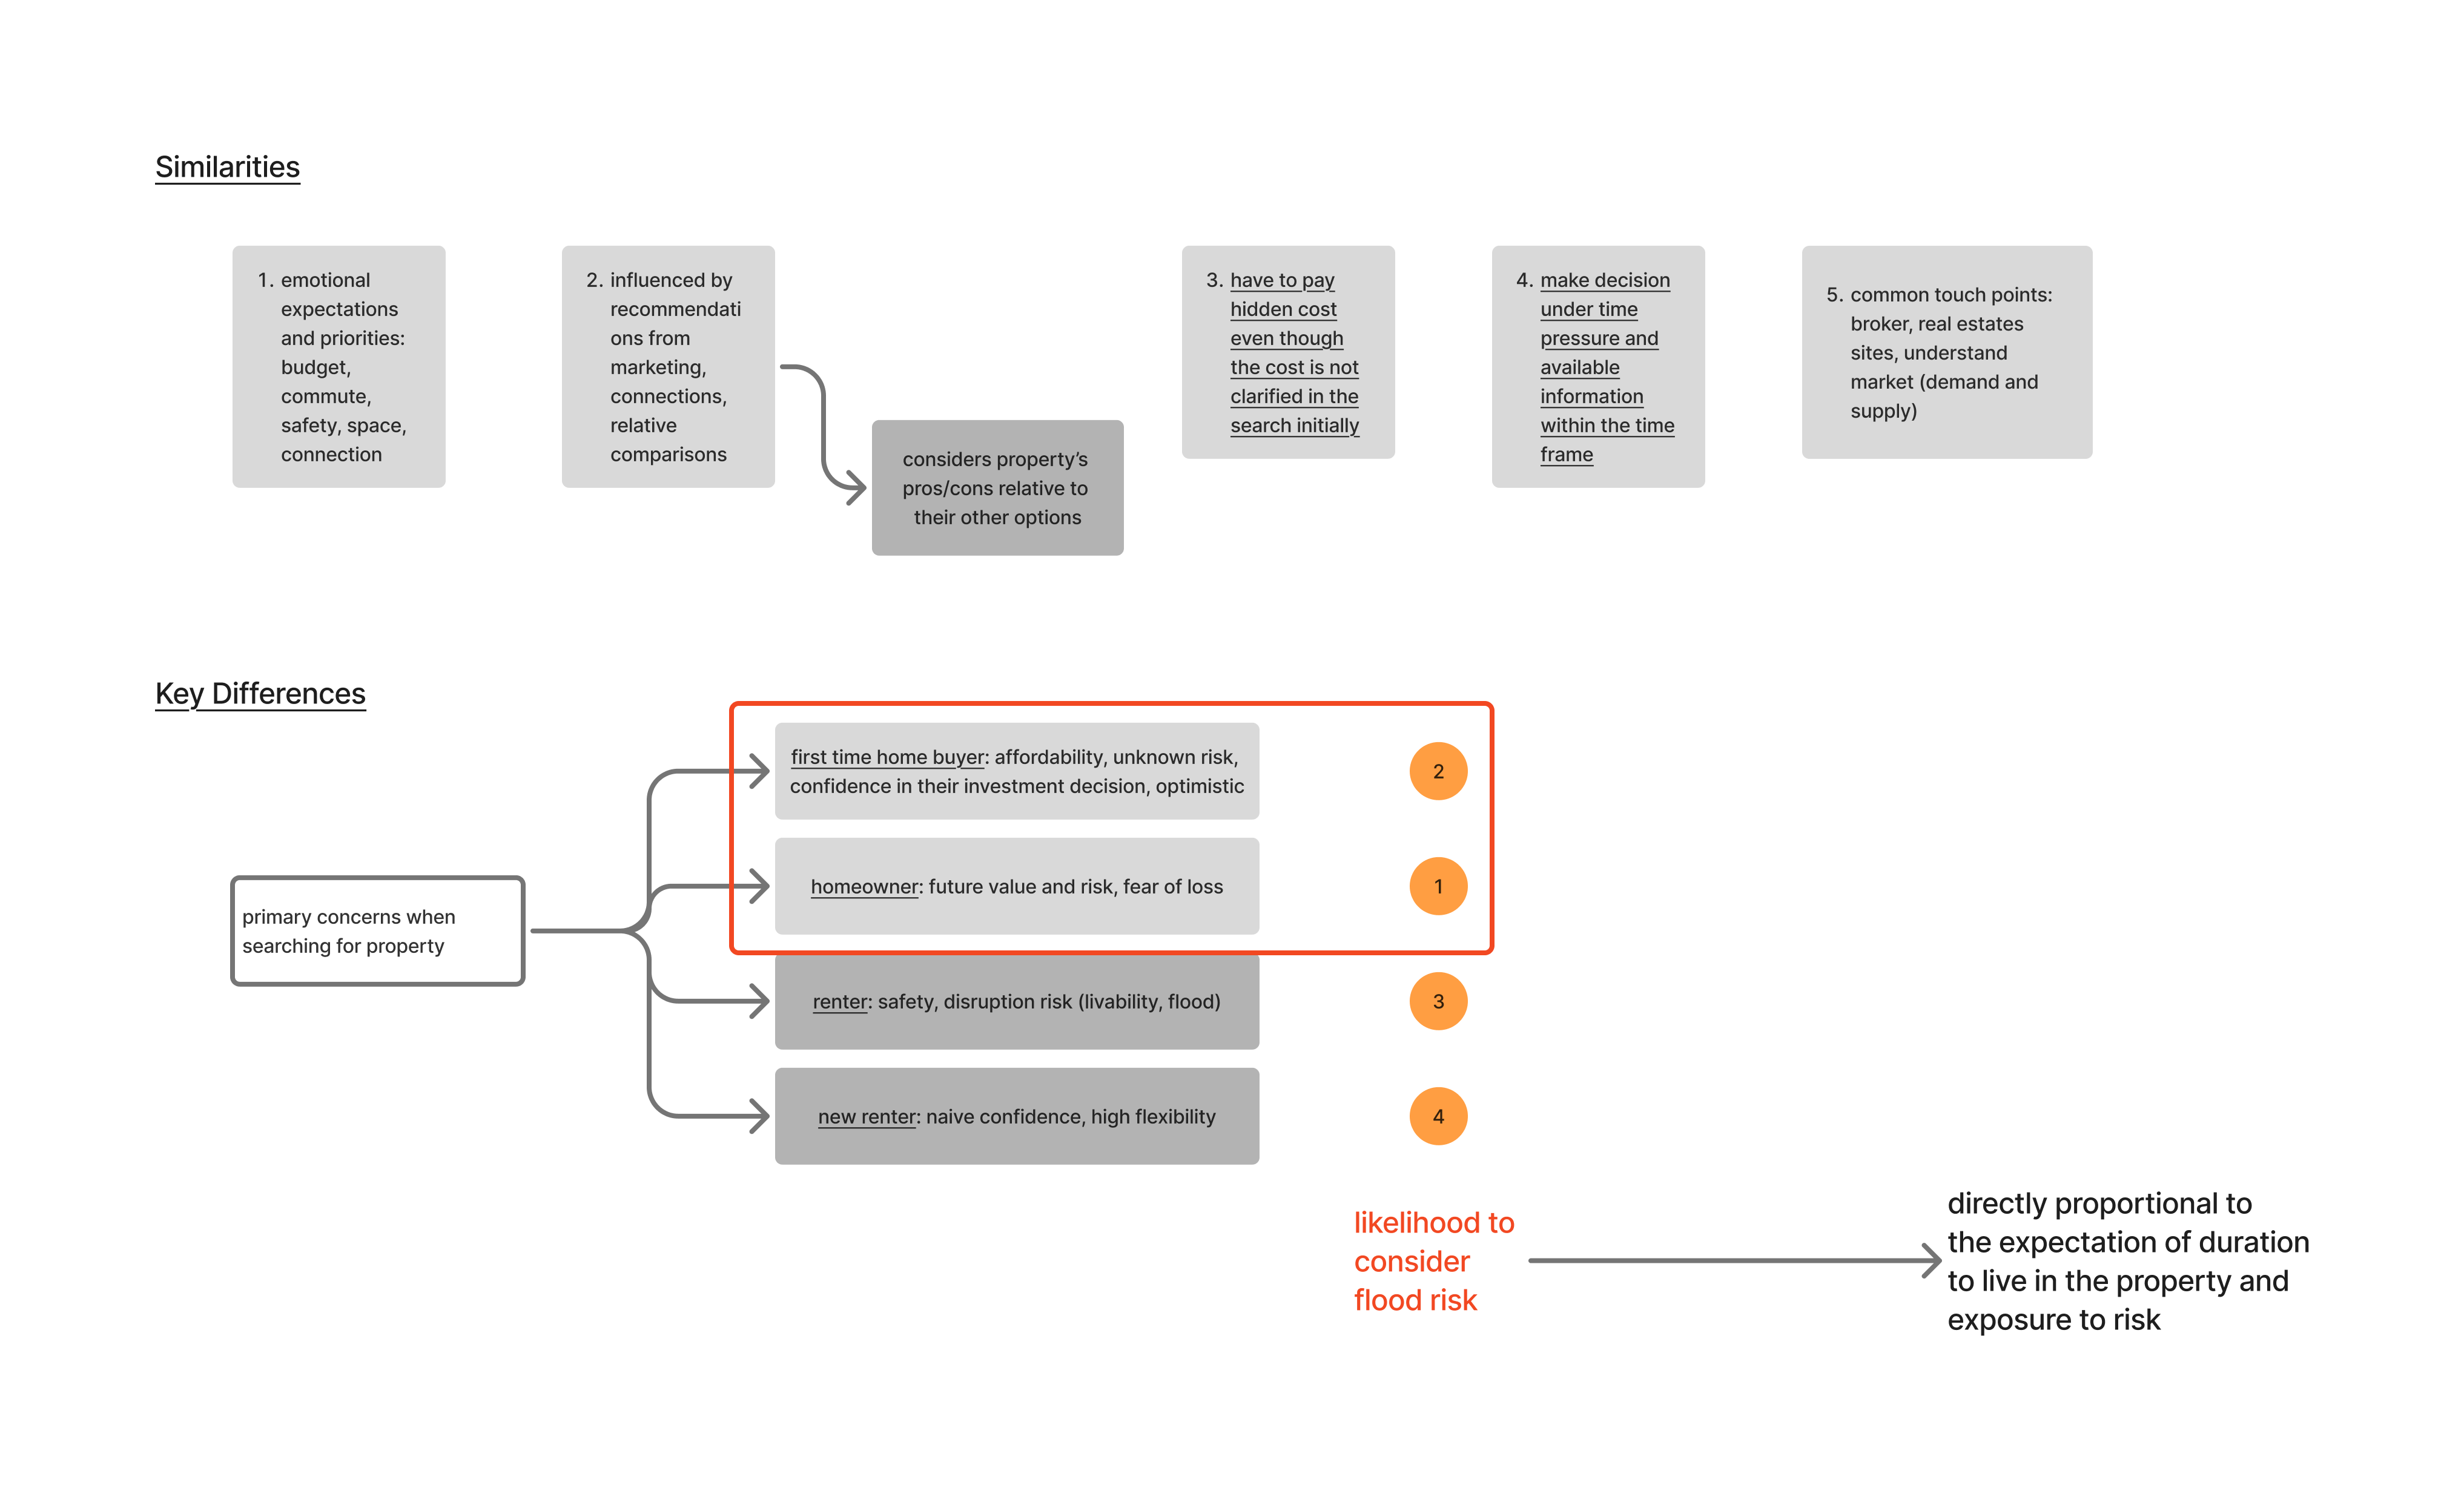 Similarities
1. emotional
expectations
and priorities:
budget,
commute,
safety, space,
connection
2. influenced by
recommendati
ons from
marketing,
connections,
relative
comparisons
considers property’s
pros/cons relative to
their other options
3. have to pay
hidden cost
even though
the cost is not
clarified in the
search initially
4. make decision
under time
pressure and
available
information
within the time
frame
5. common touch points:
broker, real estates
sites, understand
market (demand and
supply)
Key Differences
primary concerns when
searching for property
first time home buyer: affordability, unknown risk,
confidence in their investment decision, optimistic
2
homeowner: future value and risk, fear of loss
1
renter: safety, disruption risk (livability, flood)
3
new renter: naive confidence, high flexibility
4
likelihood to
consider
flood risk
directly proportional to
the expectation of duration
to live in the property and
exposure to risk